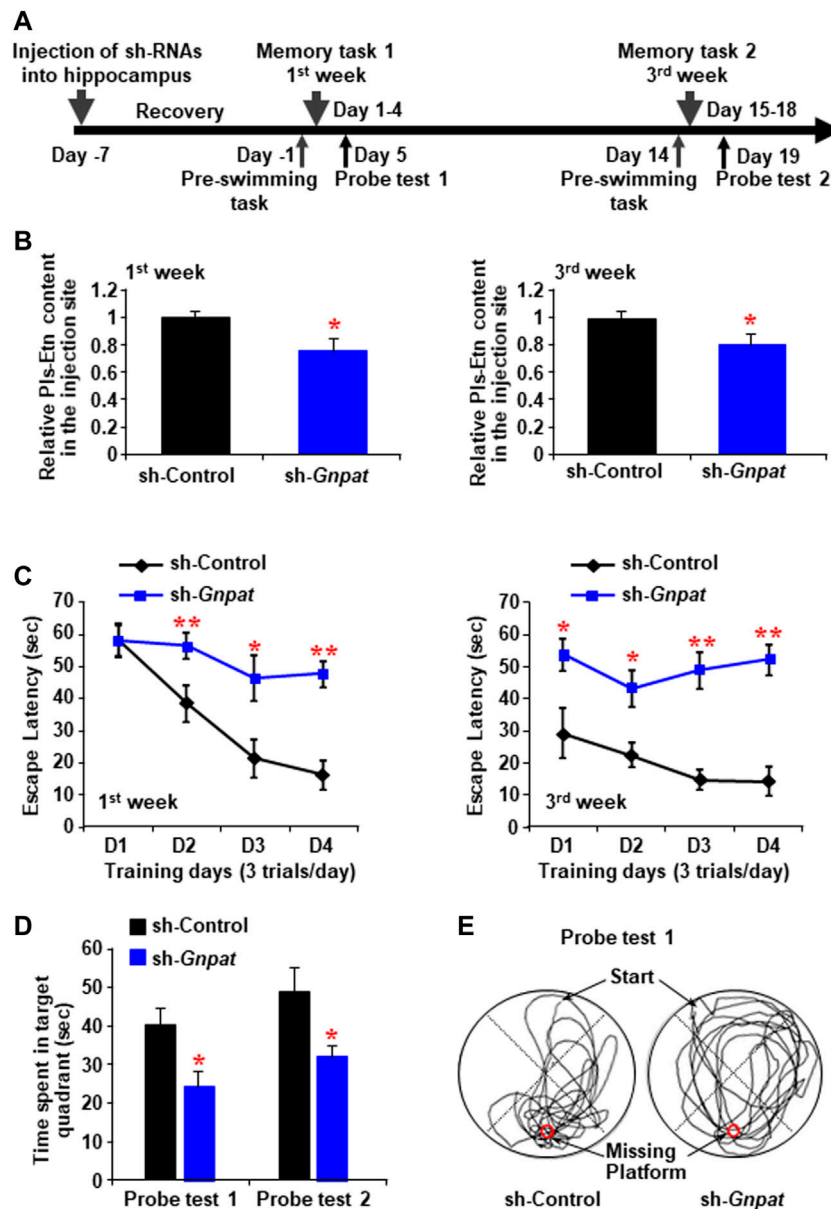 A
Injection of sh-RNAs
into hippocampus
Memory task 1
1st week
Memory task 2
3rd week
Recovery
Day 1-4
Day 15-18
Day -7
Day -1
Pre-swimming
task
Day 5
Probe test 1
Day 14
Pre-swimming
task
Day 19
Probe test 2
B
1st week
Relative Pls-Etn content
in the injection site
1.2
1
0.8
0.6
0.4
0.2
0
*
sh-Control
sh-Gnpat
3rd week
Relative Pls-Etn content
in the injection site
1.2
1
0.8
0.6
0.4
0.2
0
*
sh-Control
sh-Gnpat
C
sh-Control
sh-Gnpat
Escape Latency (sec)
70
60
50
40
30
20
10
0
** * **
1st week
D1 D2 D3 D4
Training days (3 trials/day)
sh-Control
sh-Gnpat
Escape Latency (sec)
70
60
50
40
30
20
10
0
* * ** **
3rd week
D1 D2 D3 D4
Training days (3 trials/day)
D
sh-Control
sh-Gnpat
Time spent in target
quadrant (sec)
60
50
40
30
20
10
0
* *
Probe test 1 Probe test 2
E
Probe test 1
Start
Missing
Platform
sh-Control
sh-Gnpat